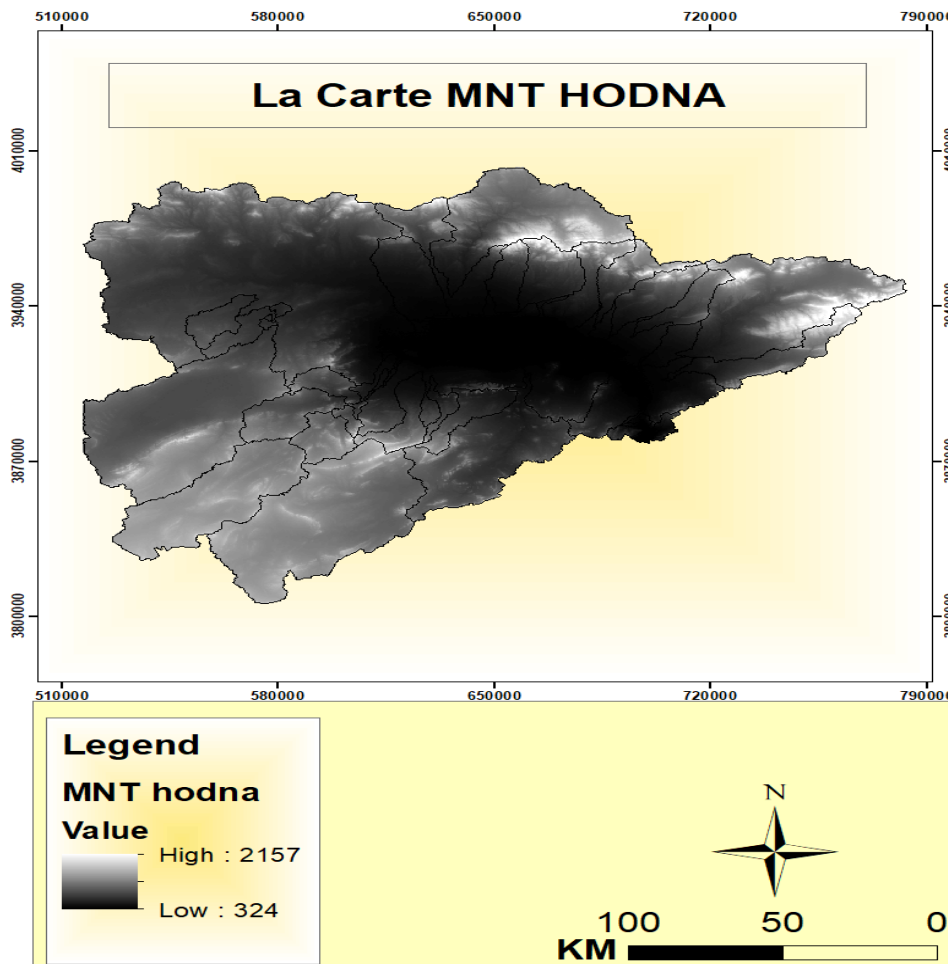 510000 580000 650000 720000 790000
La Carte MNT HODNA
4010000
3940000
3870000
3800000
510000 580000 650000 720000 790000
Legend
MNT hodna
Value
High : 2157
Low : 324
N
100 50 0
KM